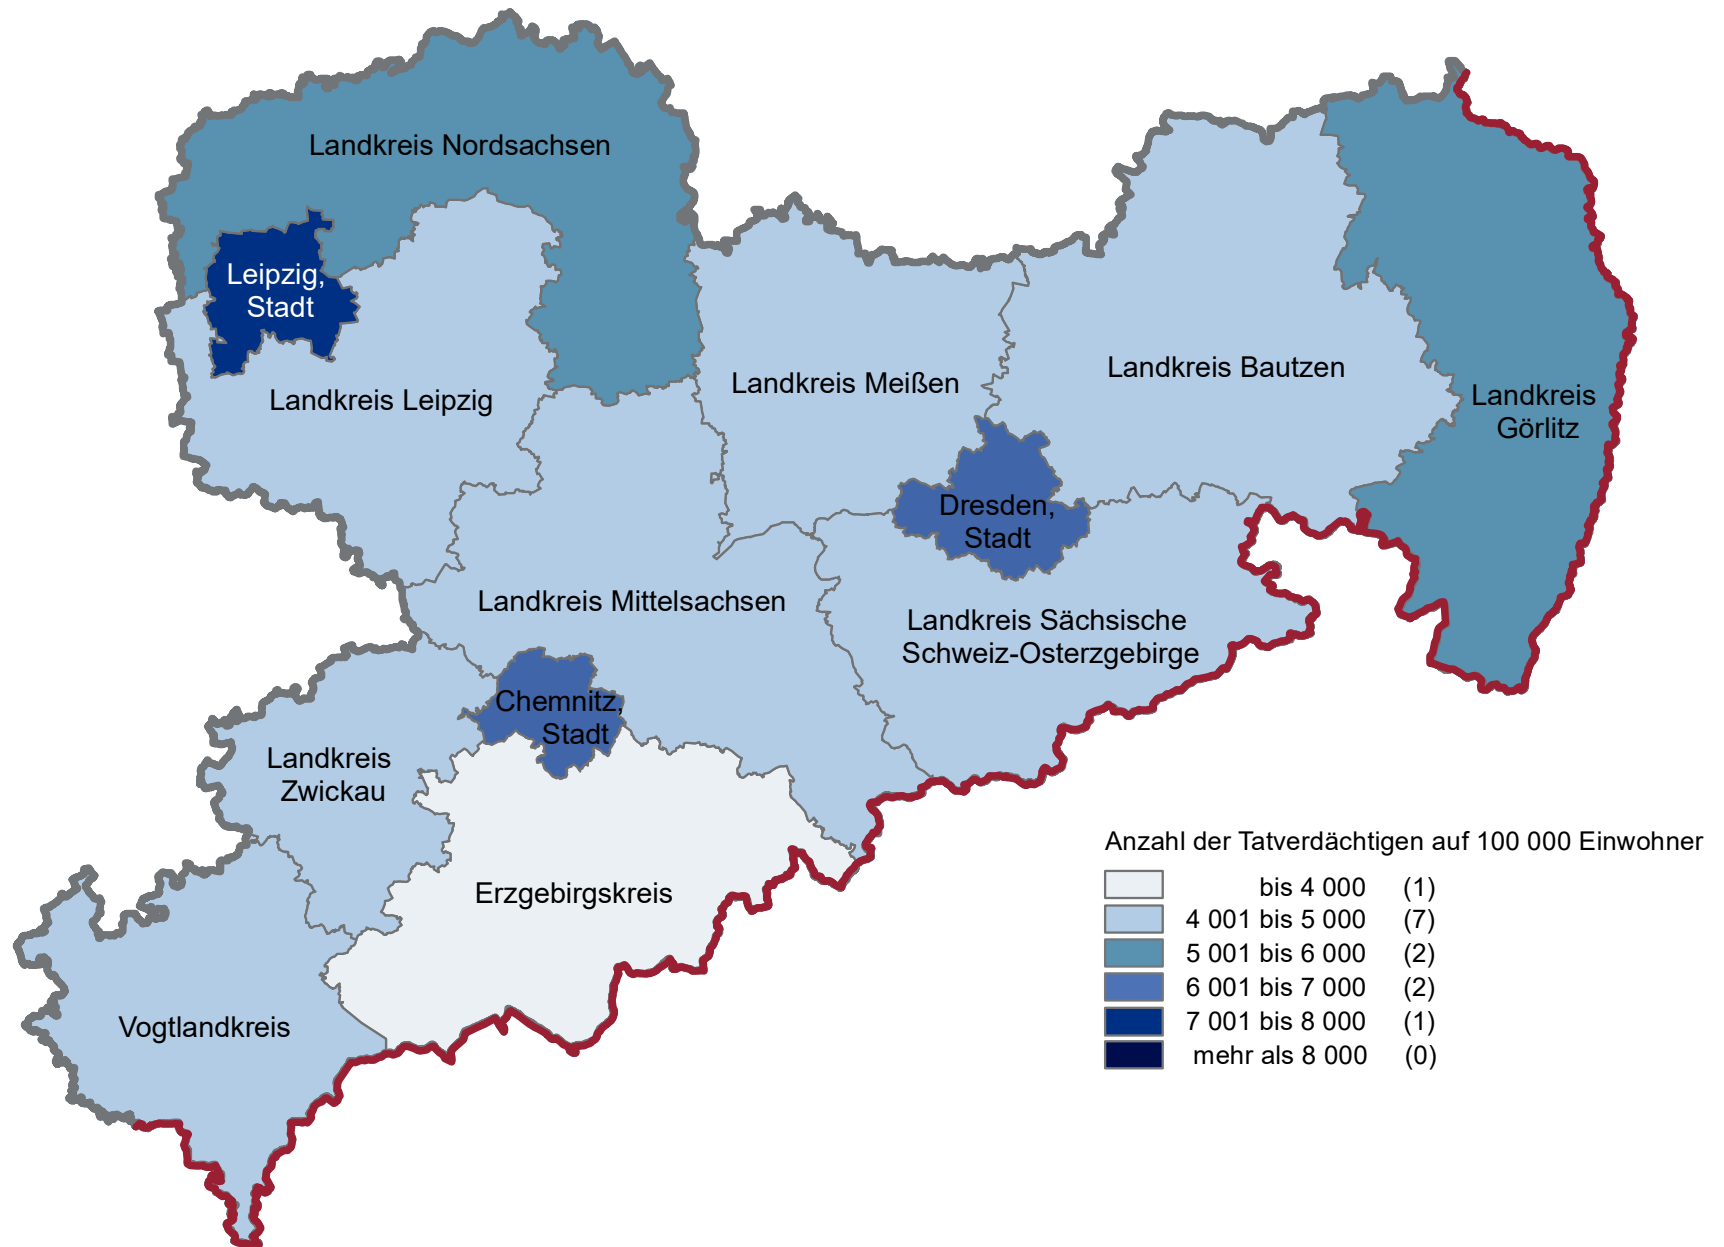 Landkreis Nordsachsen
Leipzig,
Stadt
Landkreis Leipzig
Landkreis Meißen
Landkreis Bautzen
Landkreis
Görlitz
Dresden,
Stadt
Landkreis Mittelsachsen
Landkreis Sächsische
Schweiz-Osterzgebirge
Chemnitz,
Stadt
Landkreis
Zwickau
Erzgebirgskreis
Vogtlandkreis
Anzahl der Tatverdächtigen auf 100 000 Einwohner
bis 4 000 (1)
4 001 bis 5 000 (7)
5 001 bis 6 000 (2)
6 001 bis 7 000 (2)
7 001 bis 8 000 (1)
mehr als 8 000 (0)